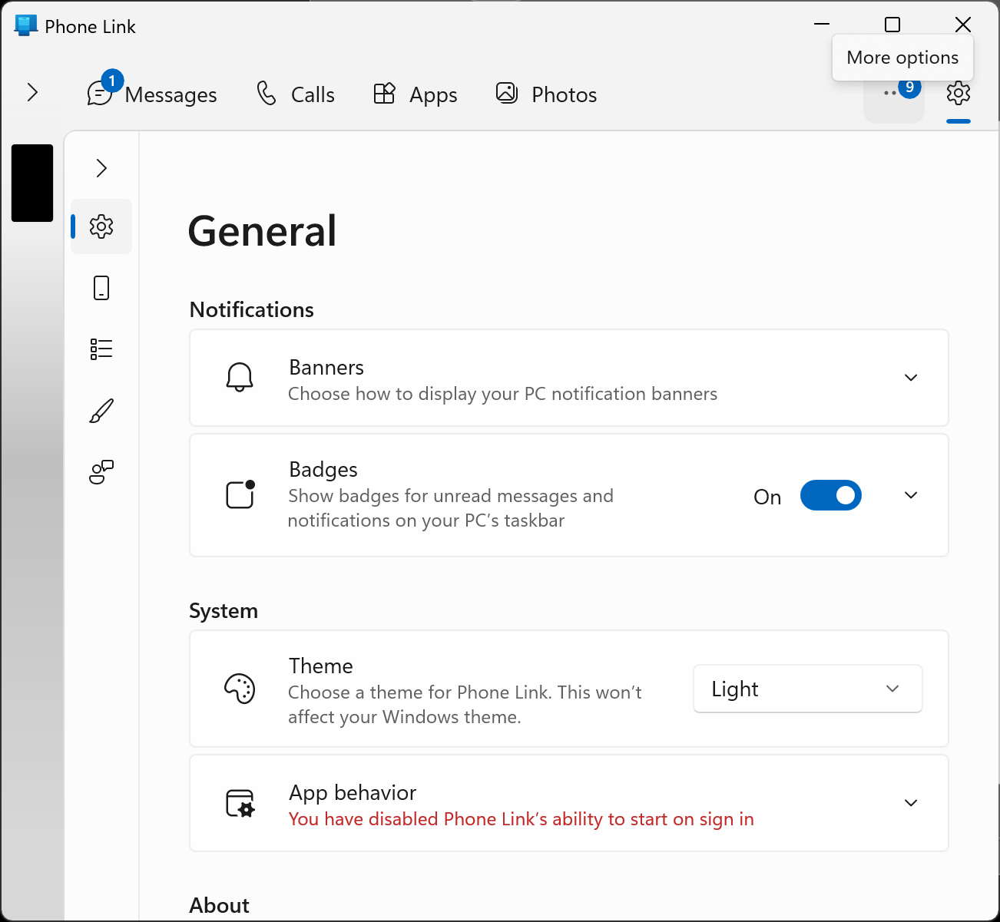 Phone Link
More options
1
Messages
Calls
Apps
Photos
9
General
Notifications
Banners
Choose how to display your PC notification banners
Badges
Show badges for unread messages and
notifications on your PC’s taskbar
On
System
Theme
Choose a theme for Phone Link. This won’t
affect your Windows theme.
Light
App behavior
You have disabled Phone Link’s ability to start on sign in
About